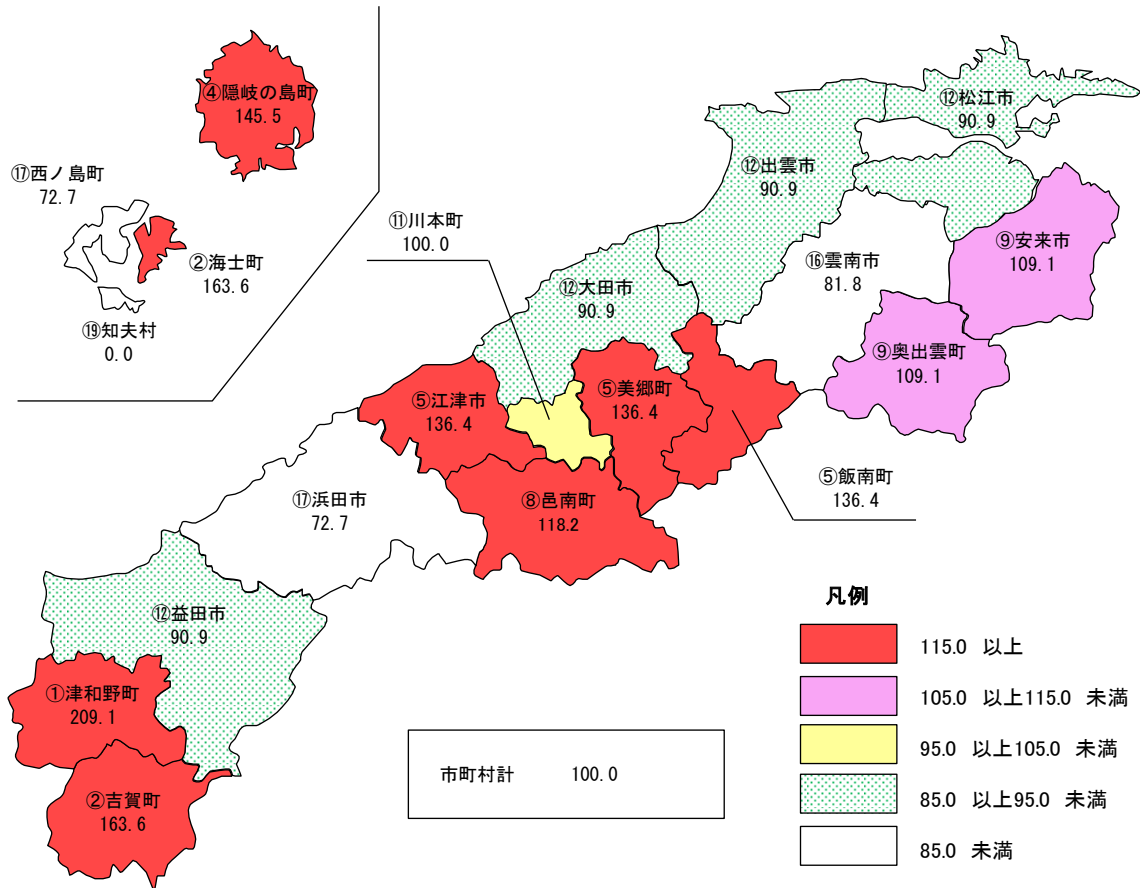 ④隠岐の島町
145.5
⑰西ノ島町
72.7
②海士町
163.6
⑲知夫村
0.0
⑫松江市
90.9
⑫出雲市
90.9
⑪川本町
100.0
⑨安来市
109.1
⑯雲南市
81.8
⑫大田市
90.9
⑨奥出雲町
109.1
⑤江津市
136.4
⑤美郷町
136.4
⑤飯南町
136.4
⑧邑南町
118.2
⑰浜田市
72.7
⑫益田市
90.9
①津和野町
209.1
②吉賀町
163.6
市町村計 100.0
凡例
115.0 以上
105.0 以上115.0 未満
95.0 以上105.0 未満
85.0 以上95.0 未満
85.0 未満